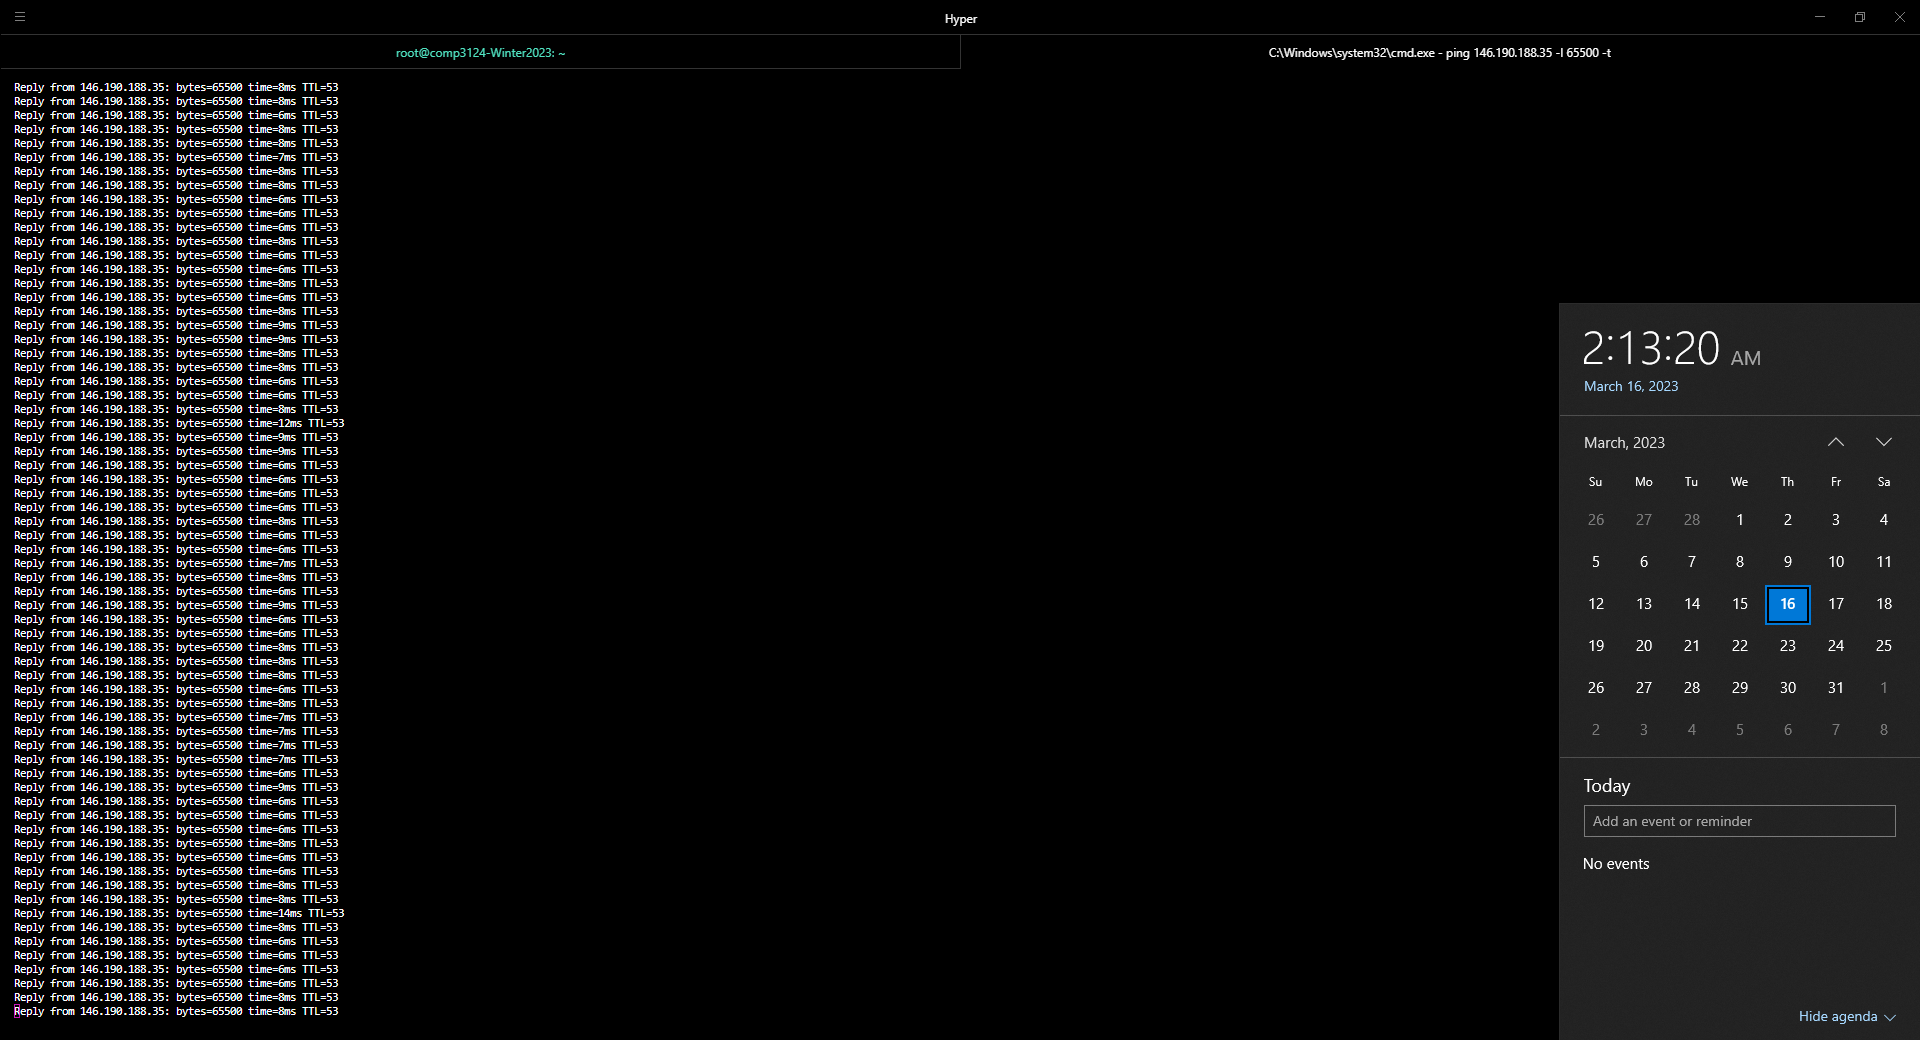 Hyper
root@comp3124-Winter2023: ~
C:\Windows\system32\cmd.exe - ping 146.190.188.35 -l 65500 -t
Reply from 146.190.188.35: bytes=65500 time=8ms TTL=53
Reply from 146.190.188.35: bytes=65500 time=8ms TTL=53
Reply from 146.190.188.35: bytes=65500 time=6ms TTL=53
Reply from 146.190.188.35: bytes=65500 time=8ms TTL=53
Reply from 146.190.188.35: bytes=65500 time=8ms TTL=53
Reply from 146.190.188.35: bytes=65500 time=7ms TTL=53
Reply from 146.190.188.35: bytes=65500 time=8ms TTL=53
Reply from 146.190.188.35: bytes=65500 time=8ms TTL=53
Reply from 146.190.188.35: bytes=65500 time=6ms TTL=53
Reply from 146.190.188.35: bytes=65500 time=6ms TTL=53
Reply from 146.190.188.35: bytes=65500 time=6ms TTL=53
Reply from 146.190.188.35: bytes=65500 time=8ms TTL=53
Reply from 146.190.188.35: bytes=65500 time=6ms TTL=53
Reply from 146.190.188.35: bytes=65500 time=6ms TTL=53
Reply from 146.190.188.35: bytes=65500 time=8ms TTL=53
Reply from 146.190.188.35: bytes=65500 time=6ms TTL=53
Reply from 146.190.188.35: bytes=65500 time=8ms TTL=53
Reply from 146.190.188.35: bytes=65500 time=9ms TTL=53
Reply from 146.190.188.35: bytes=65500 time=9ms TTL=53
Reply from 146.190.188.35: bytes=65500 time=8ms TTL=53
Reply from 146.190.188.35: bytes=65500 time=8ms TTL=53
Reply from 146.190.188.35: bytes=65500 time=6ms TTL=53
Reply from 146.190.188.35: bytes=65500 time=6ms TTL=53
Reply from 146.190.188.35: bytes=65500 time=8ms TTL=53
Reply from 146.190.188.35: bytes=65500 time=12ms TTL=53
Reply from 146.190.188.35: bytes=65500 time=9ms TTL=53
Reply from 146.190.188.35: bytes=65500 time=9ms TTL=53
Reply from 146.190.188.35: bytes=65500 time=6ms TTL=53
Reply from 146.190.188.35: bytes=65500 time=6ms TTL=53
Reply from 146.190.188.35: bytes=65500 time=6ms TTL=53
Reply from 146.190.188.35: bytes=65500 time=6ms TTL=53
Reply from 146.190.188.35: bytes=65500 time=8ms TTL=53
Reply from 146.190.188.35: bytes=65500 time=6ms TTL=53
Reply from 146.190.188.35: bytes=65500 time=6ms TTL=53
Reply from 146.190.188.35: bytes=65500 time=7ms TTL=53
Reply from 146.190.188.35: bytes=65500 time=8ms TTL=53
Reply from 146.190.188.35: bytes=65500 time=6ms TTL=53
Reply from 146.190.188.35: bytes=65500 time=9ms TTL=53
Reply from 146.190.188.35: bytes=65500 time=6ms TTL=53
Reply from 146.190.188.35: bytes=65500 time=6ms TTL=53
Reply from 146.190.188.35: bytes=65500 time=8ms TTL=53
Reply from 146.190.188.35: bytes=65500 time=8ms TTL=53
Reply from 146.190.188.35: bytes=65500 time=8ms TTL=53
Reply from 146.190.188.35: bytes=65500 time=6ms TTL=53
Reply from 146.190.188.35: bytes=65500 time=8ms TTL=53
Reply from 146.190.188.35: bytes=65500 time=7ms TTL=53
Reply from 146.190.188.35: bytes=65500 time=7ms TTL=53
Reply from 146.190.188.35: bytes=65500 time=7ms TTL=53
Reply from 146.190.188.35: bytes=65500 time=7ms TTL=53
Reply from 146.190.188.35: bytes=65500 time=6ms TTL=53
Reply from 146.190.188.35: bytes=65500 time=9ms TTL=53
Reply from 146.190.188.35: bytes=65500 time=6ms TTL=53
Reply from 146.190.188.35: bytes=65500 time=6ms TTL=53
Reply from 146.190.188.35: bytes=65500 time=6ms TTL=53
Reply from 146.190.188.35: bytes=65500 time=8ms TTL=53
Reply from 146.190.188.35: bytes=65500 time=6ms TTL=53
Reply from 146.190.188.35: bytes=65500 time=6ms TTL=53
Reply from 146.190.188.35: bytes=65500 time=8ms TTL=53
Reply from 146.190.188.35: bytes=65500 time=8ms TTL=53
Reply from 146.190.188.35: bytes=65500 time=14ms TTL=53
Reply from 146.190.188.35: bytes=65500 time=8ms TTL=53
Reply from 146.190.188.35: bytes=65500 time=6ms TTL=53
Reply from 146.190.188.35: bytes=65500 time=6ms TTL=53
Reply from 146.190.188.35: bytes=65500 time=6ms TTL=53
Reply from 146.190.188.35: bytes=65500 time=6ms TTL=53
Reply from 146.190.188.35: bytes=65500 time=8ms TTL=53
Reply from 146.190.188.35: bytes=65500 time=8ms TTL=53
2:13:20 AM
March 16, 2023
March, 2023
Su Mo Tu We Th Fr Sa
26 27 28 1 2 3 4
5 6 7 8 9 10 11
12 13 14 15 16 17 18
19 20 21 22 23 24 25
26 27 28 29 30 31 1
2 3 4 5 6 7 8
Today
Add an event or reminder
No events
Hide agenda